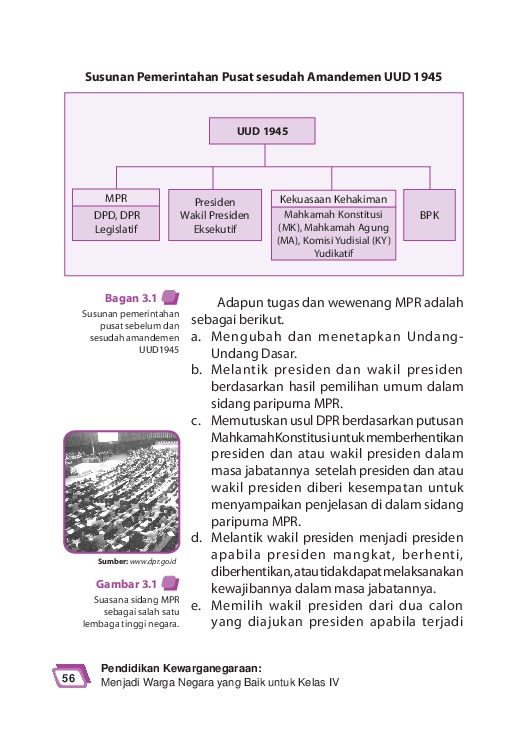 Susunan Pemerintahan Pusat sesudah Amandemen UUD 1945
UUD 1945
MPR
DPD, DPR
Legislatif
Presiden
Wakil Presiden
Eksekutif
Kekuasaan Kehakiman
Mahkamah Konstitusi
(MK), Mahkamah Agung
(MA), Komisi Yudisial (KY)
Yudikatif
BPK
Bagan 3.1
Susunan pemerintahan
pusat sebelum dan
sesudah amandemen
UUD1945
Adapun tugas dan wewenang MPR adalah
sebagai berikut.
a. Mengubah dan menetapkan Undang-
Undang Dasar.
b. Melantik presiden dan wakil presiden
berdasarkan hasil pemilihan umum dalam
sidang paripurna MPR.
c. Memutuskan usul DPR berdasarkan putusan
Mahkamah Konstitusi untuk memberhentikan
presiden dan atau wakil presiden dalam
masa jabatannya setelah presiden dan atau
wakil presiden diberi kesempatan untuk
menyampaikan penjelasan di dalam sidang
paripurna MPR.
d. Melantik wakil presiden menjadi presiden
apabila presiden mangkat, berhenti,
diberhentikan, atau tidak dapat melaksanakan
kewajibannya dalam masa jabatannya.
e. Memilih wakil presiden dari dua calon
yang diajukan presiden apabila terjadi
Sumber: www.dpr.go.id
Gambar 3.1
Suasana sidang MPR
sebagai salah satu
lembaga tinggi negara.
56
Pendidikan Kewarganegaraan:
Menjadi Warga Negara yang Baik untuk Kelas IV